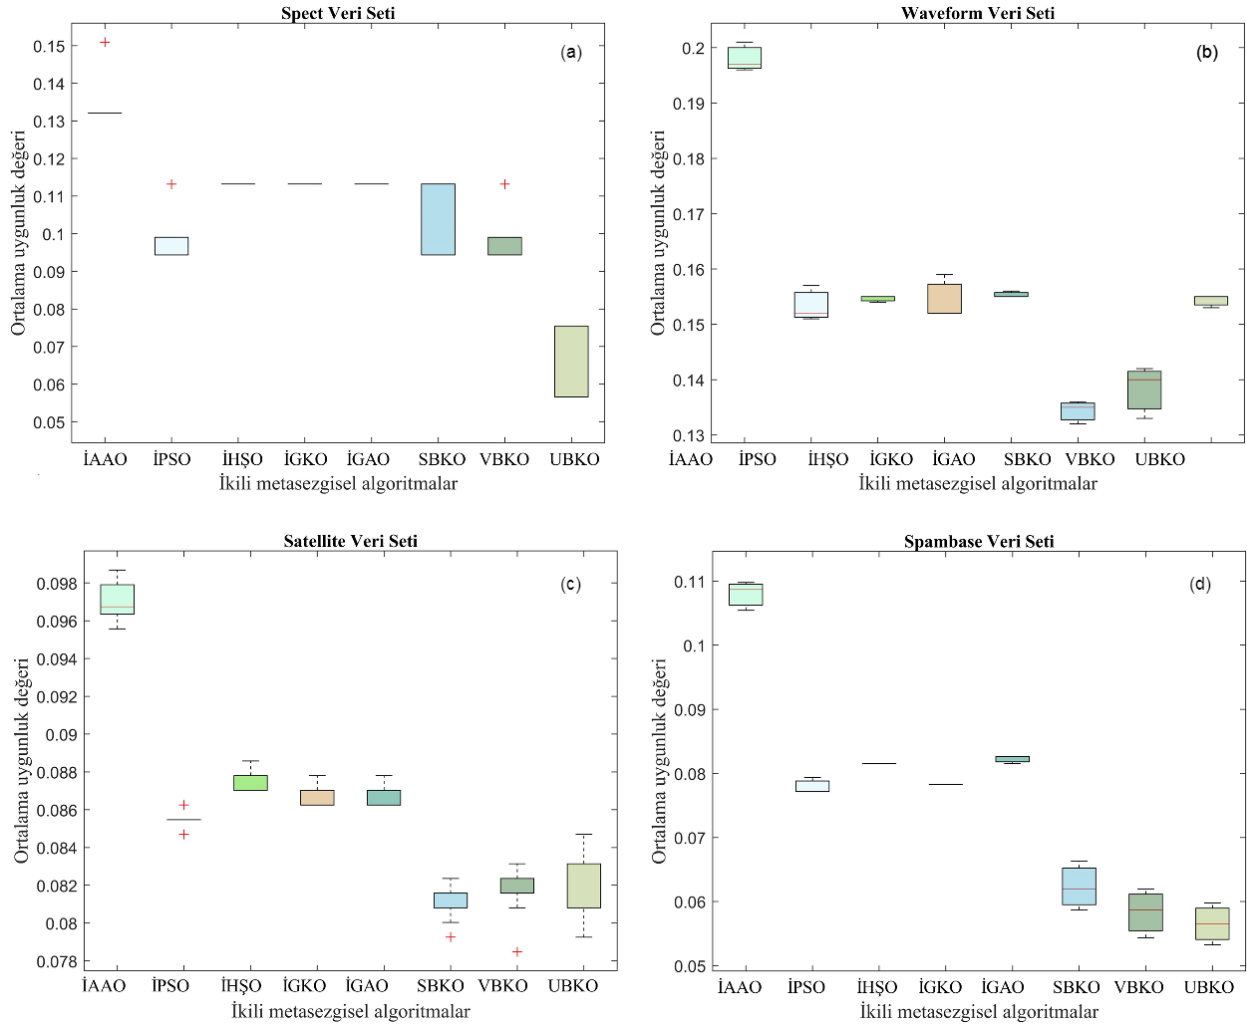 Spect Veri Seti
(a)
Ortalama uygunluk değeri
0.15
0.14
0.13
0.12
0.11
0.1
0.09
0.08
0.07
0.06
0.05
İAAO İPSO İHŞO İGKO İGAO SBKO VBKO UBKO
İkili metasezgisel algoritmalar
Waveform Veri Seti
(b)
Ortalama uygunluk değeri
0.2
0.19
0.18
0.17
0.16
0.15
0.14
0.13
İAAO İPSO İHŞO İGKO İGAO SBKO VBKO UBKO
İkili metasezgisel algoritmalar
Satellite Veri Seti
(c)
Ortalama uygunluk değeri
0.098
0.096
0.094
0.092
0.09
0.088
0.086
0.084
0.082
0.08
0.078
İAAO İPSO İHŞO İGKO İGAO SBKO VBKO UBKO
İkili metasezgisel algoritmalar
Spambase Veri Seti
(d)
Ortalama uygunluk değeri
0.11
0.1
0.09
0.08
0.07
0.06
0.05
İAAO İPSO İHŞO İGKO İGAO SBKO VBKO UBKO
İkili metasezgisel algoritmalar